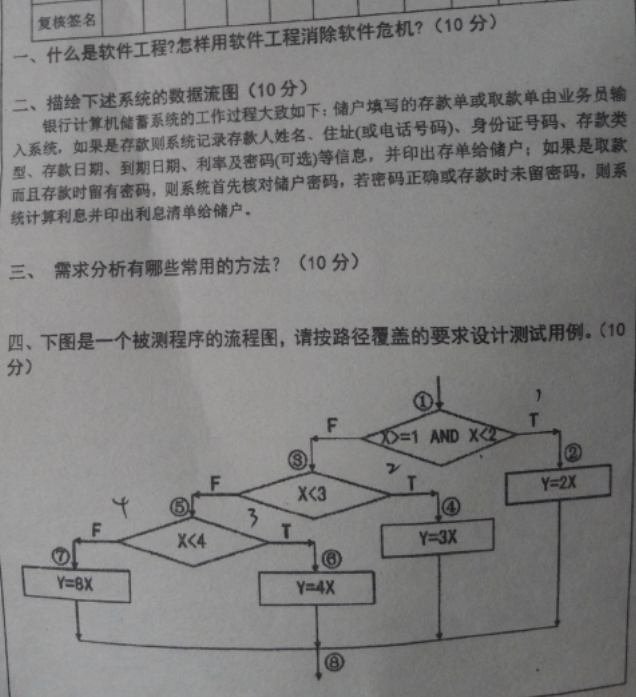 复核签名
一、什么是软件工程?怎样用软件工程消除软件危机?(10 分)
二、描绘下述系统的数据流图(10 分)
银行计算机储蓄系统的工作过程大致如下：储户填写的存款单或取款单由业务员输
入系统，如果是存款则系统记录存款人姓名、住址(或电话号码)、身份证号码、存款类
型、存款日期、到期日期、利率及密码(可选)等信息，并印出存单给储户；如果是取款
而且存款时留有密码，则系统首先核对储户密码，若密码正确或存款时未留密码，则系
统计算利息并印出利息清单给储户。
三、 需求分析有哪些常用的方法？(10 分)
四、下图是一个被测程序的流程图，请按路径覆盖的要求设计测试用例。(10
分)
①
1
F
X>=1 AND X<2
T
②
③
2
F
X<3
T
Y=2X
4
⑤
3
④
F
X<4
T
Y=3X
⑦
⑥
Y=8X
Y=4X
⑧